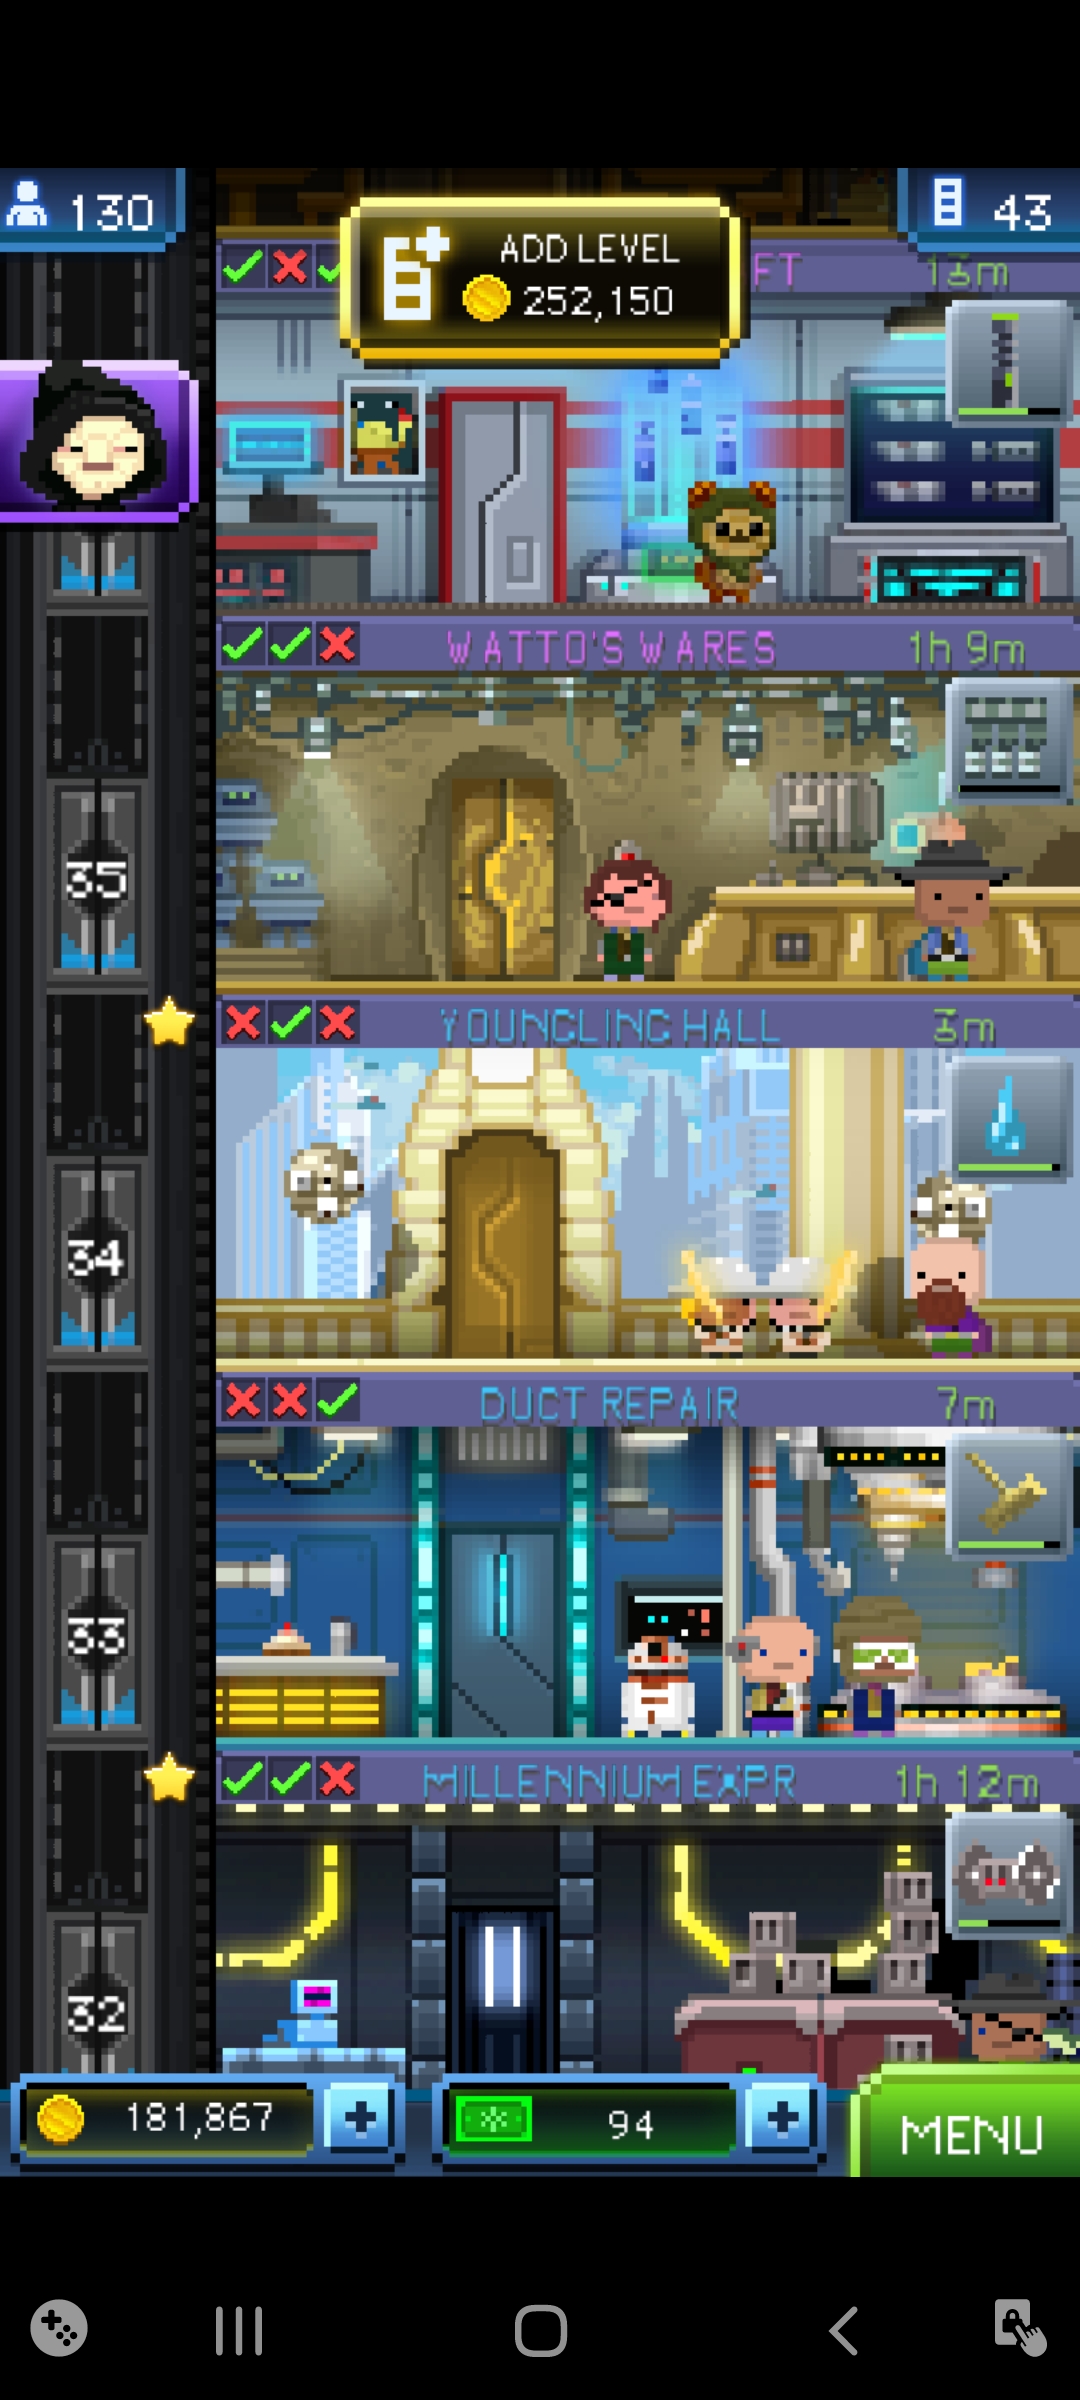 130
43
ADD LEVEL
252,150
FT
13m
WATTO'S WARES
1h 9m
35
YOUNGLING HALL
3m
34
DUCT REPAIR
7m
33
MILLENNIUM EXPR
1h 12m
32
181,867
94
MENU